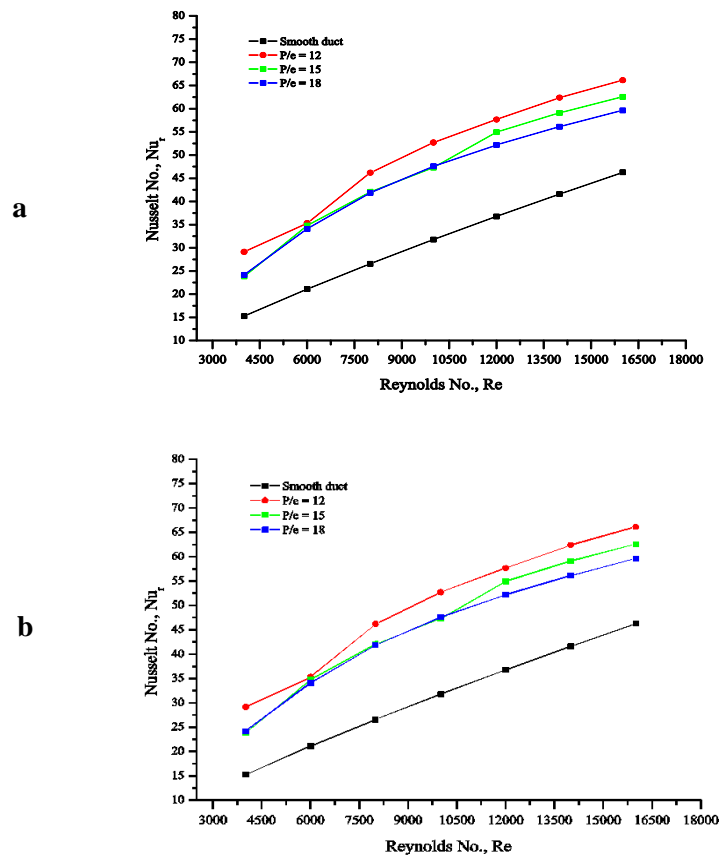 a
80
75
70
65
60
55
50
45
40
35
30
25
20
15
10
Nusselt No., Nur
Smooth duct
P/e = 12
P/e = 15
P/e = 18
3000 4500 6000 7500 9000 10500 12000 13500 15000 16500 18000
Reynolds No., Re
b
80
75
70
65
60
55
50
45
40
35
30
25
20
15
10
Nusselt No., Nur
Smooth duct
P/e = 12
P/e = 15
P/e = 18
3000 4500 6000 7500 9000 10500 12000 13500 15000 16500 18000
Reynolds No., Re